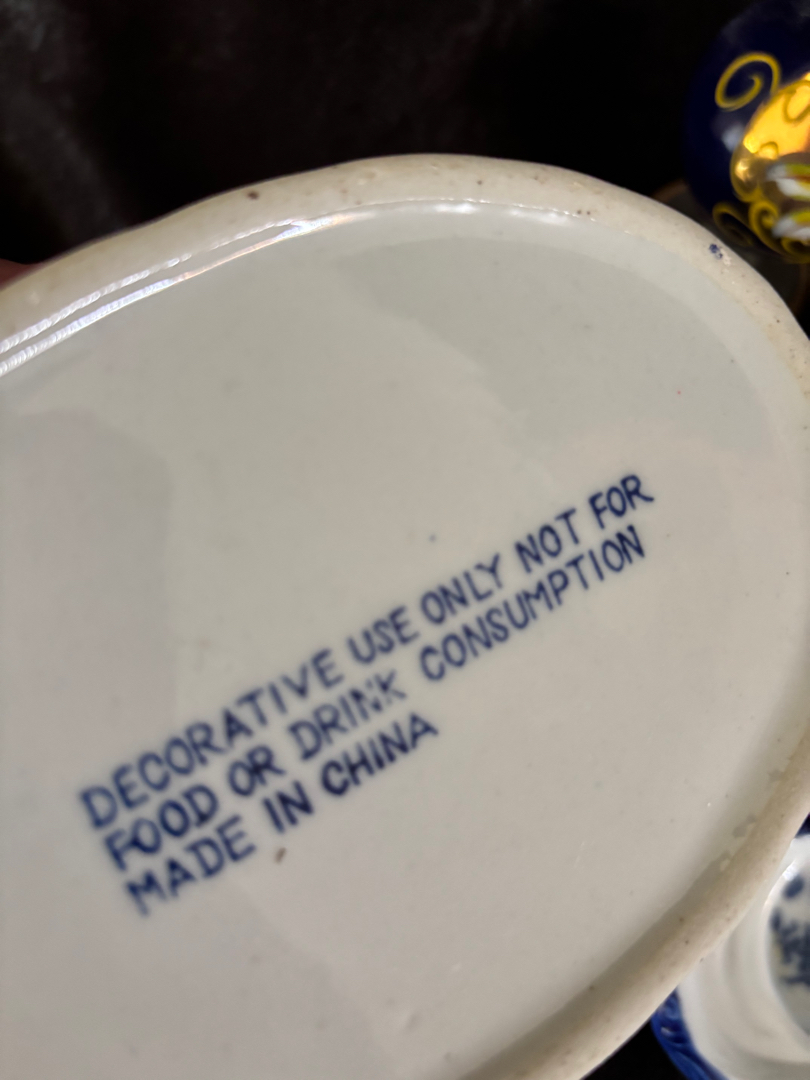 DECORATIVE USE ONLY NOT FOR
FOOD OR DRINK CONSUMPTION
MADE IN CHINA